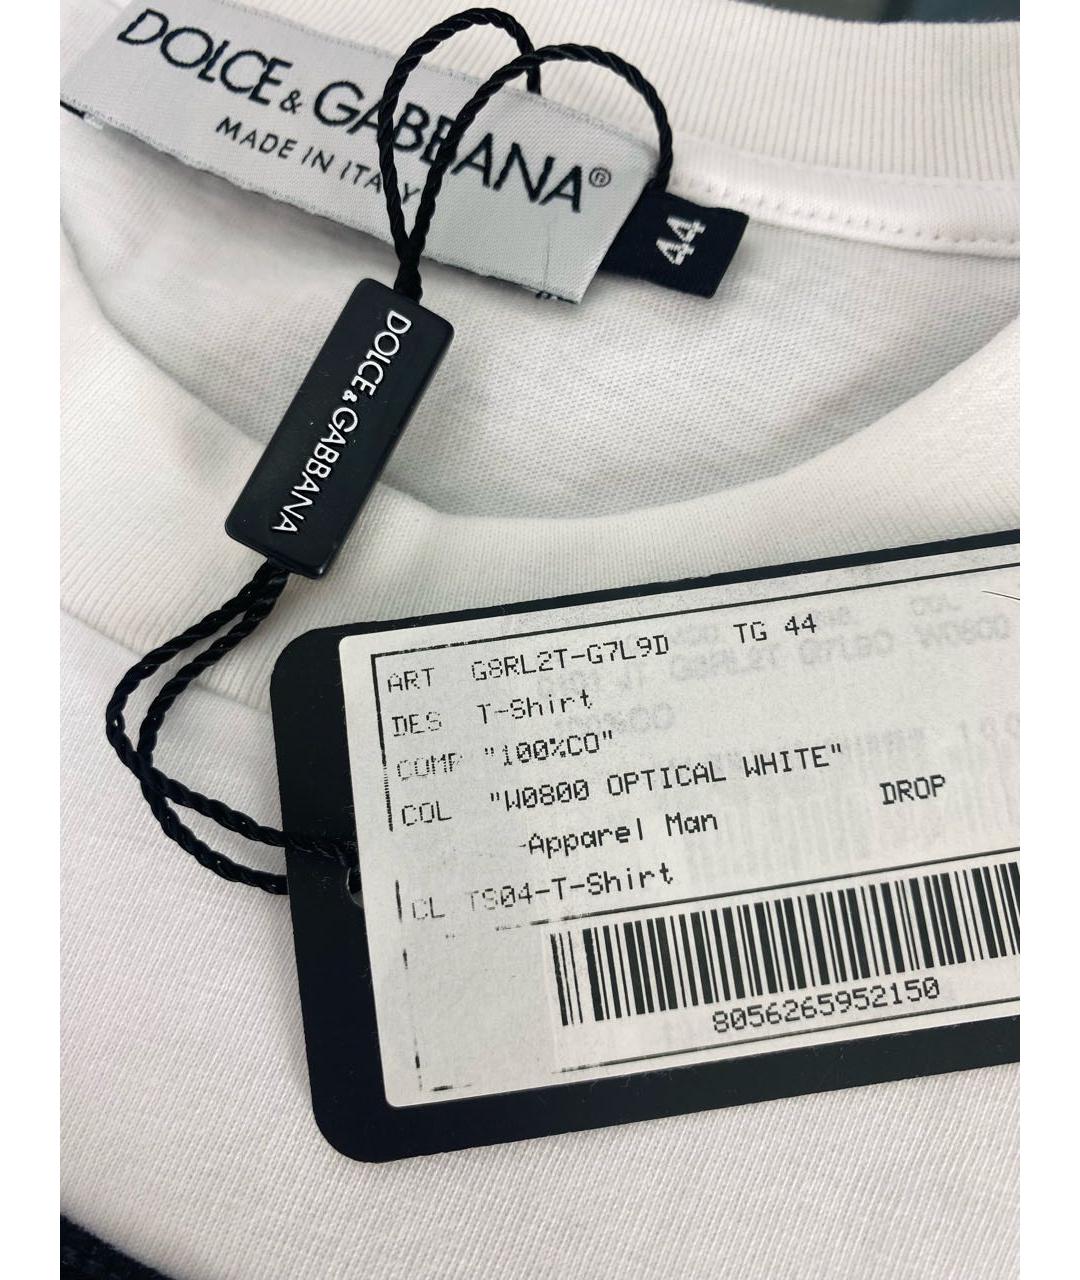 DOLCE & GABBANA®
MADE IN ITALY
44
DOLCE & GABBANA
ART G8RL2T-G7L9D TG 44
DES T-Shirt
COMP "100%CO"
COL "W0800 OPTICAL WHITE"
-Apparel Man DROP
CL TS04-T-Shirt
8056265952150